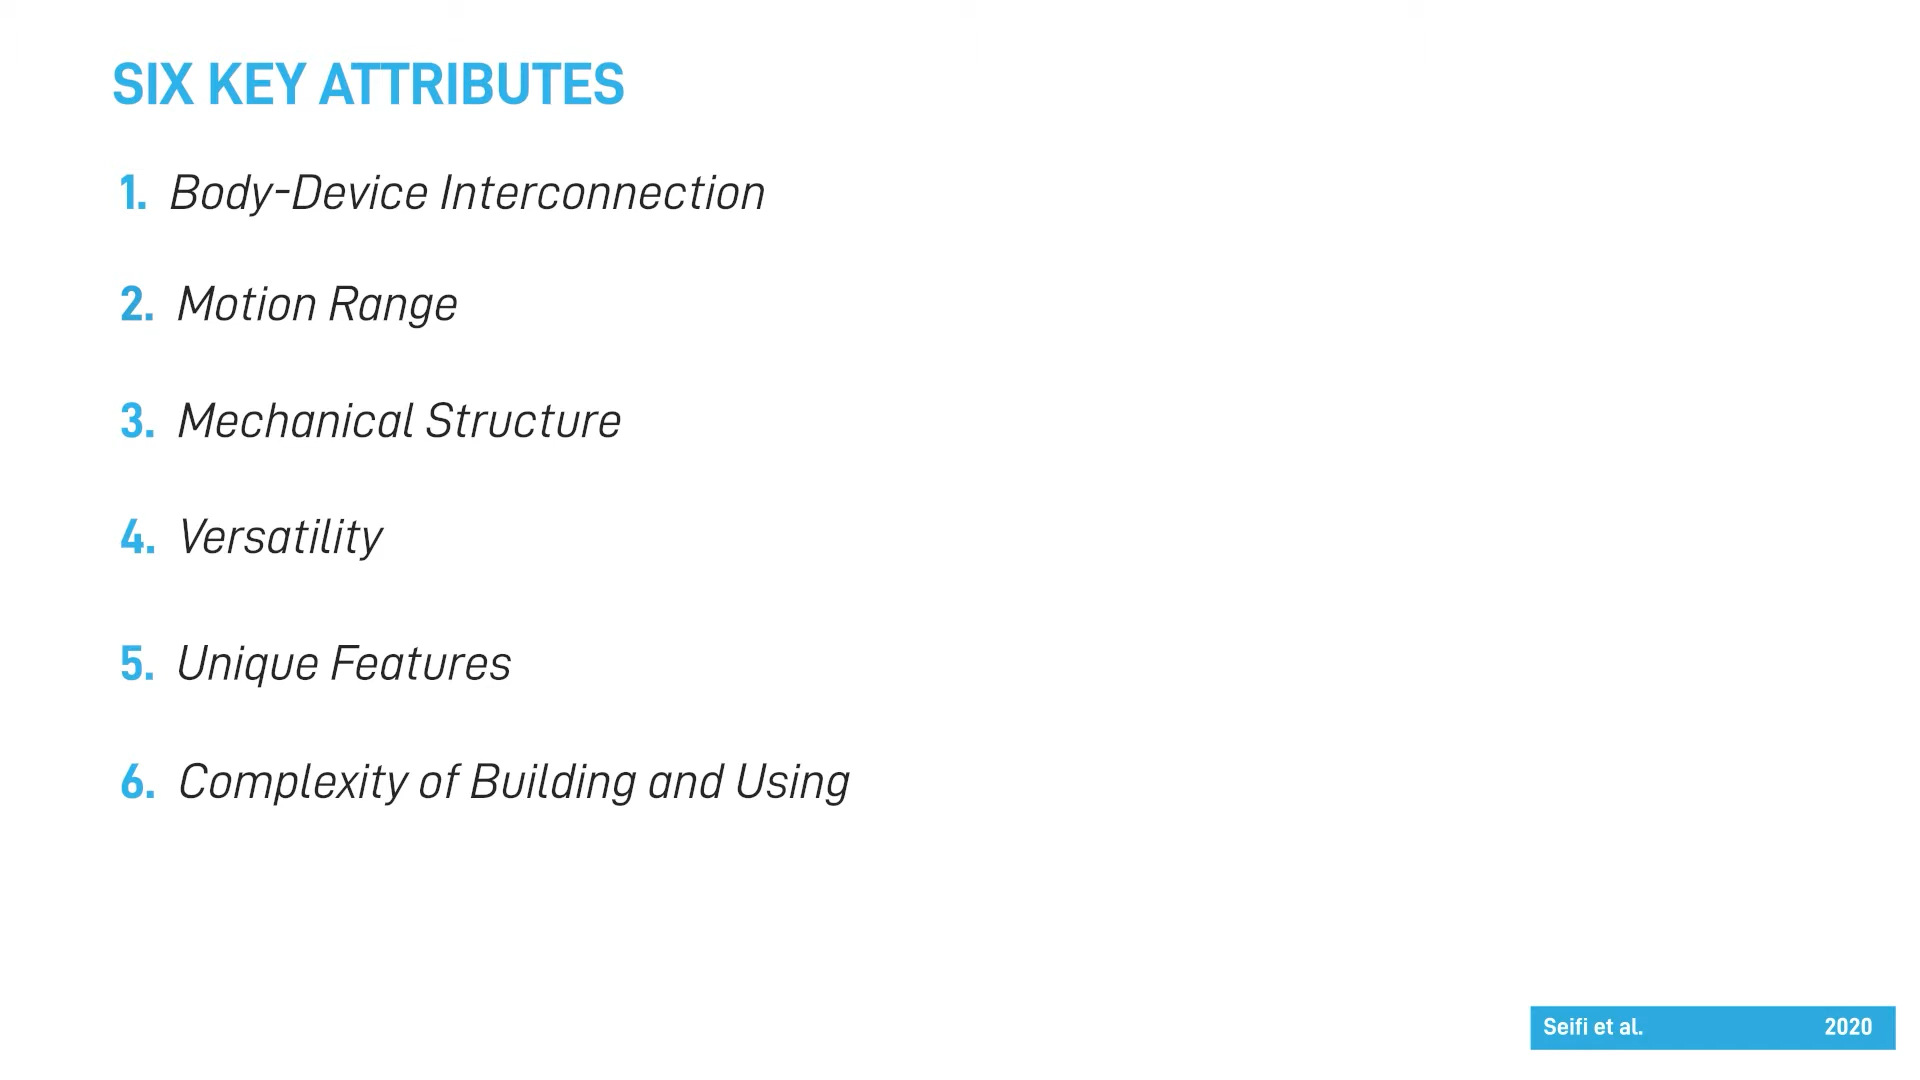 SIX KEY ATTRIBUTES
1. Body-Device Interconnection
2. Motion Range
3. Mechanical Structure
4. Versatility
5. Unique Features
6. Complexity of Building and Using
Seifi et al. 2020